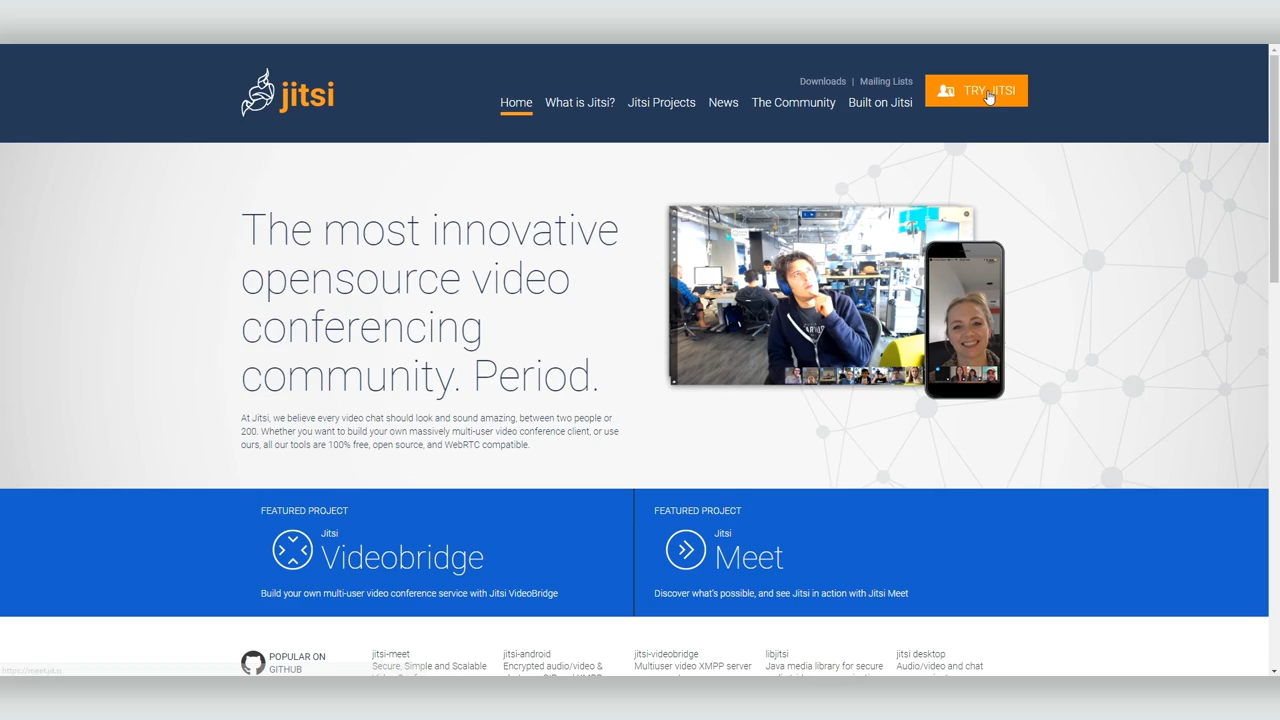 jitsi
Downloads | Mailing Lists
Home What is Jitsi? Jitsi Projects News The Community Built on Jitsi
TRY JITSI
The most innovative
opensource video
conferencing
community. Period.
At Jitsi, we believe every video chat should look and sound amazing, between two people or
200. Whether you want to build your own massively multi-user video conference client, or use
ours, all our tools are 100% free, open source, and WebRTC compatible.
FEATURED PROJECT
Jitsi
Videobridge
Build your own multi-user video conference service with Jitsi VideoBridge
FEATURED PROJECT
Jitsi
Meet
Discover what's possible, and see Jitsi in action with Jitsi Meet
POPULAR ON
GITHUB
jitsi-meet
Secure, Simple and Scalable
jitsi-android
Encrypted audio/video &
jitsi-videobridge
Multiuser video XMPP server
libjitsi
Java media library for secure
jitsi desktop
Audio/video and chat
https://meet.jit.si